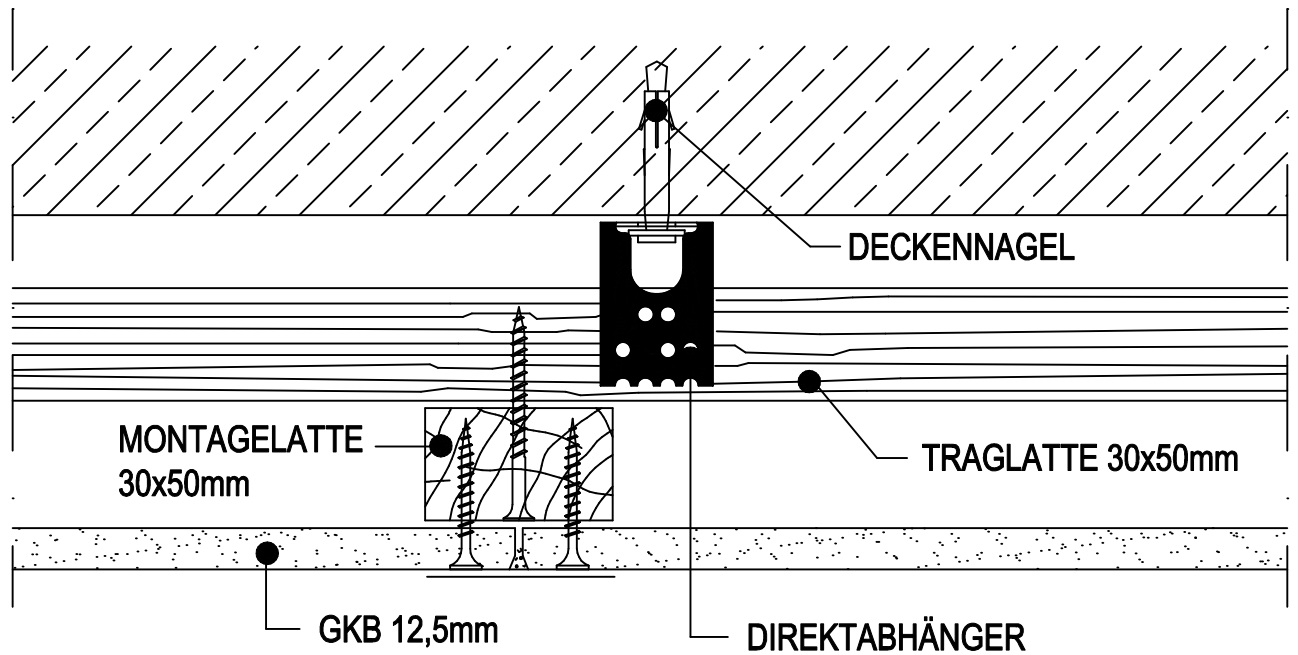 DECKENNAGEL
MONTAGELATTE
30x50mm
TRAGLATTE 30x50mm
GKB 12,5mm
DIREKTABHÄNGER